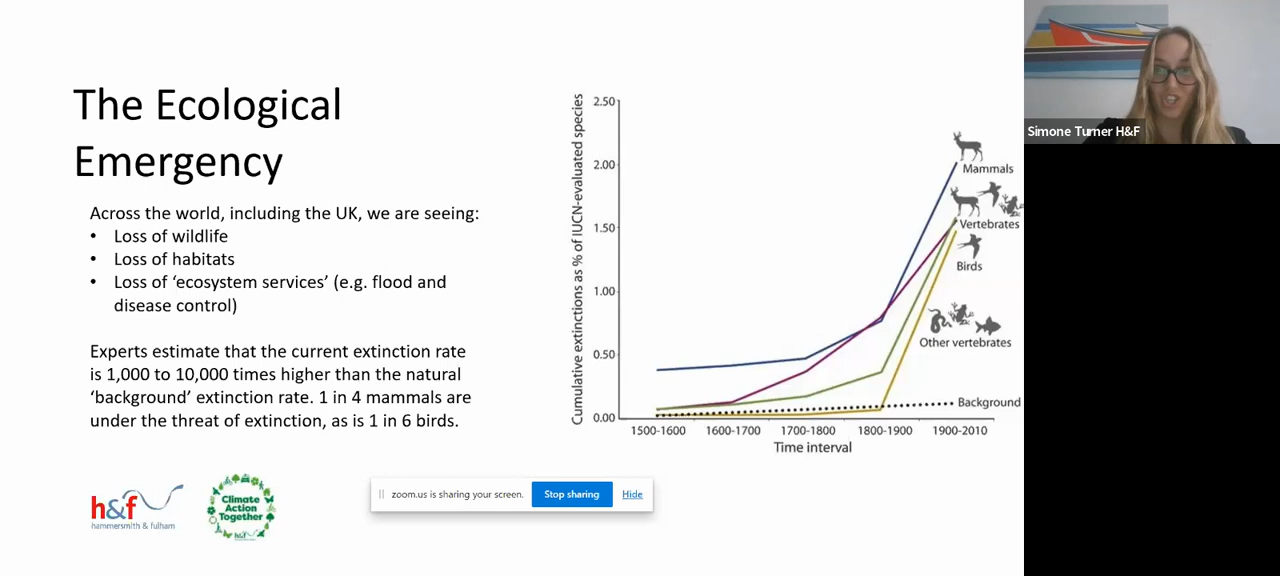 The Ecological
Emergency
Across the world, including the UK, we are seeing:
• Loss of wildlife
• Loss of habitats
• Loss of ‘ecosystem services’ (e.g. flood and
disease control)
Experts estimate that the current extinction rate
is 1,000 to 10,000 times higher than the natural
‘background’ extinction rate. 1 in 4 mammals are
under the threat of extinction, as is 1 in 6 birds.
Cumulative extinctions as % of IUCN-evaluated species
2.50
2.00
1.50
1.00
0.50
0.00
Mammals
Vertebrates
Birds
Other vertebrates
Background
1500-1600 1600-1700 1700-1800 1800-1900 1900-2010
Time interval
h&f
hammersmith & fulham
Climate
Action
Together
h&f
zoom.us is sharing your screen. Stop sharing Hide
Simone Turner H&F